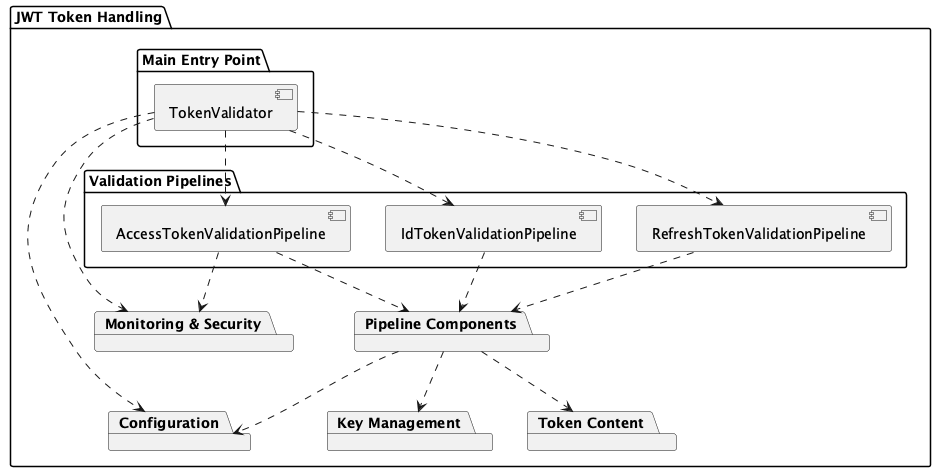 JWT Token Handling
Main Entry Point
TokenValidator
Validation Pipelines
AccessTokenValidationPipeline
IdTokenValidationPipeline
RefreshTokenValidationPipeline
Monitoring & Security
Pipeline Components
Configuration
Key Management
Token Content